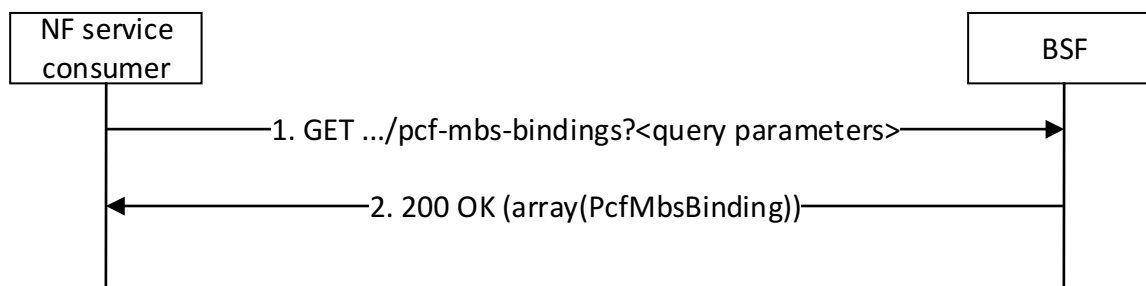 NF service
consumer
BSF
1. GET .../pcf-mbs-bindings?<query parameters>
2. 200 OK (array(PcfMbsBinding))